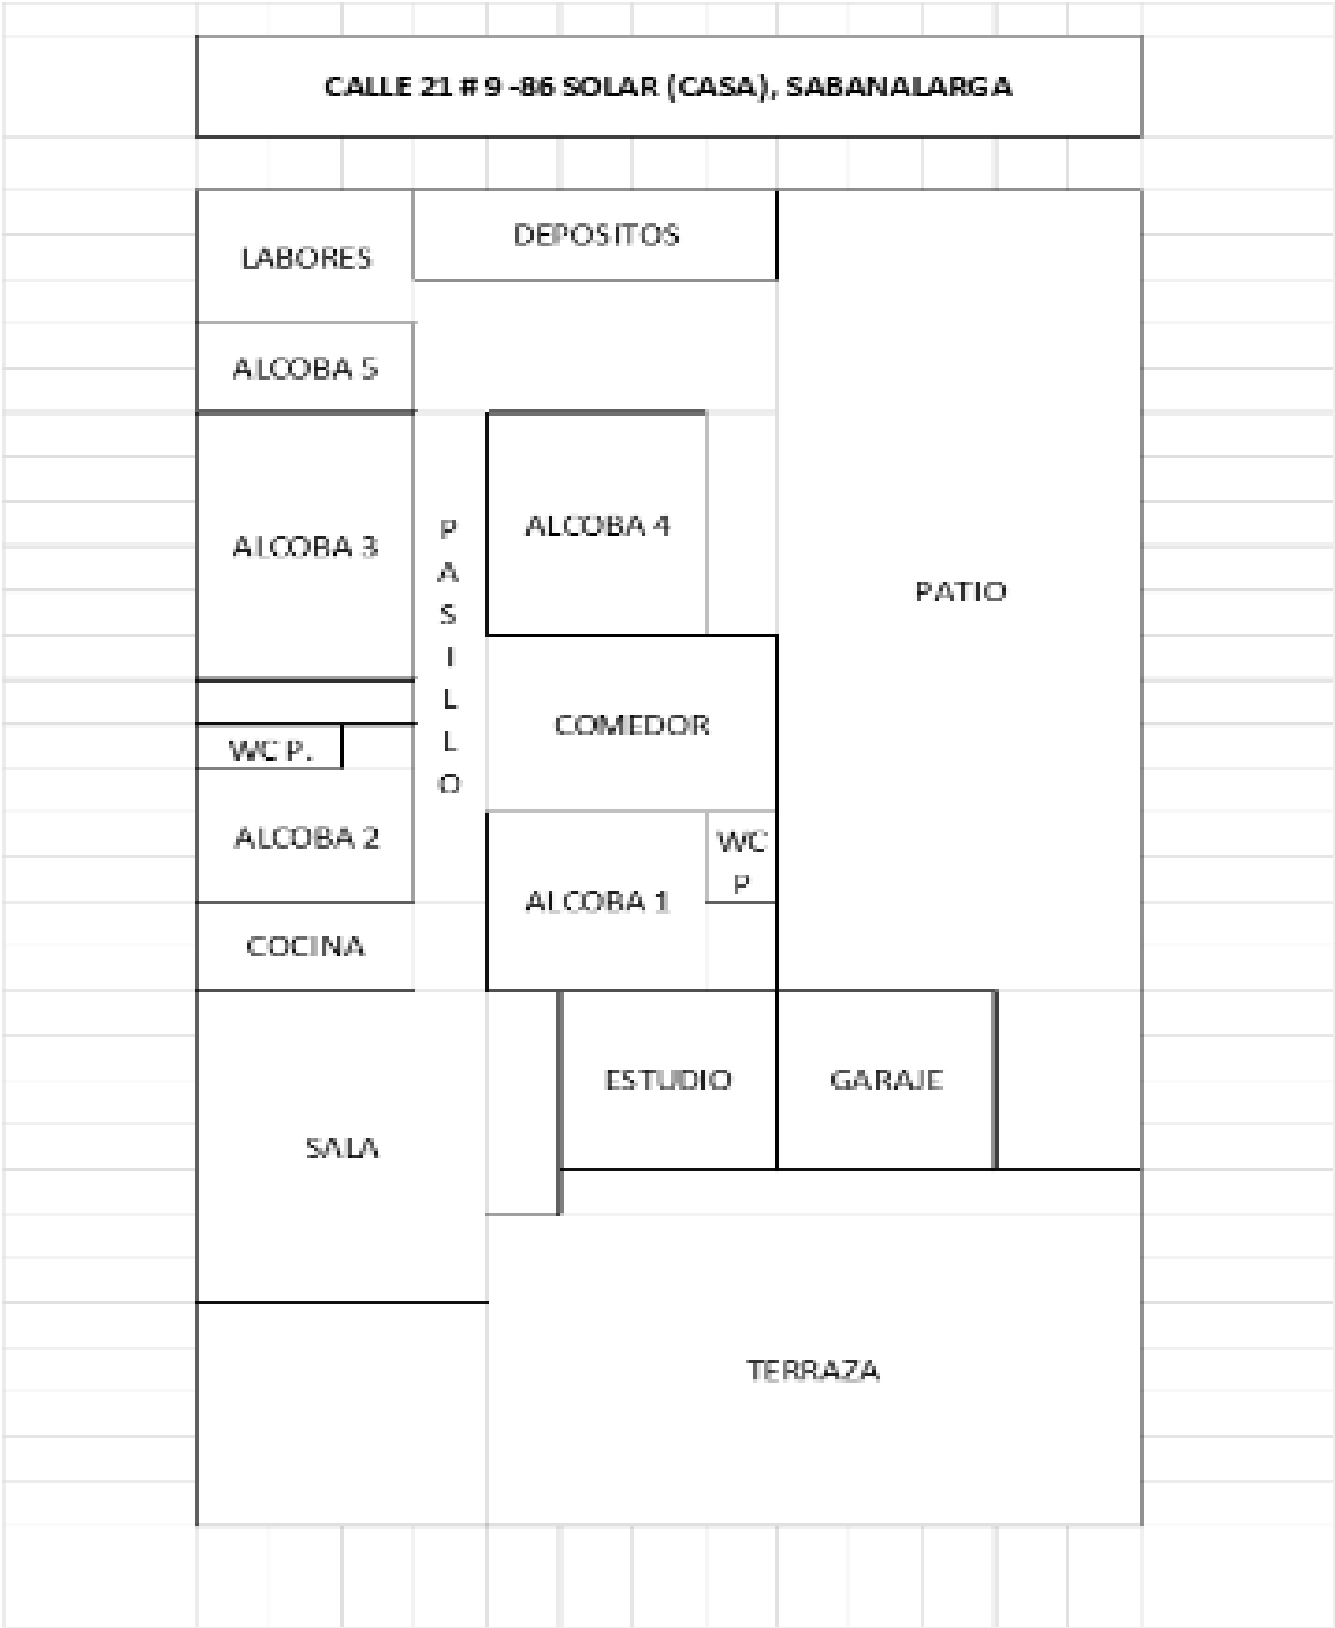 CALLE 21 # 9 -86 SOLAR (CASA), SABANALARGA
LABORES
DEPOSITOS
ALCOBA 5
ALCOBA 3
P
A
S
I
L
L
O
ALCOBA 4
PATIO
COMEDOR
WC P.
ALCOBA 2
WC
P
ALCOBA 1
COCINA
SALA
ESTUDIO
GARAJE
TERRAZA